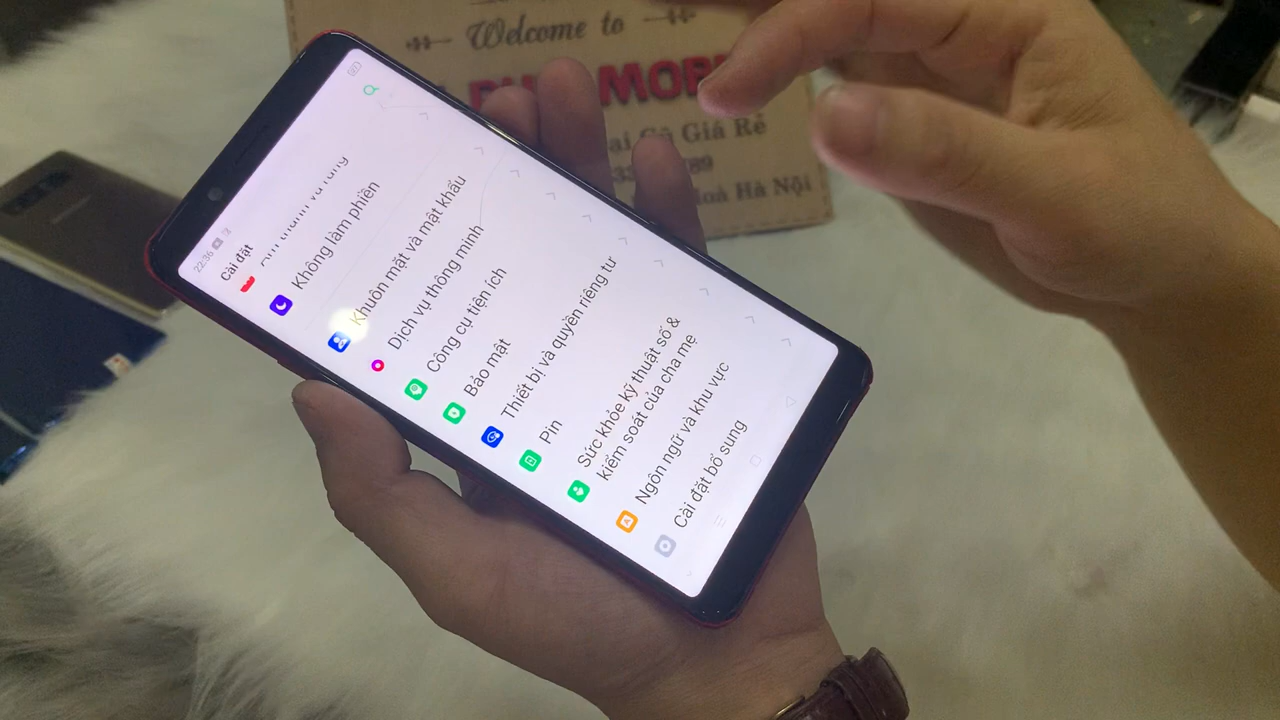 Welcome to
Giá Rẻ
Hà Nội
22:36
Cài đặt
Không làm phiền
Khuôn mặt và mật khẩu
Dịch vụ thông minh
Công cụ tiện ích
Bảo mật
Thiết bị và quyền riêng tư
Pin
Sức khỏe kỹ thuật số &
kiểm soát của cha mẹ
Ngôn ngữ và khu vực
Cài đặt bổ sung